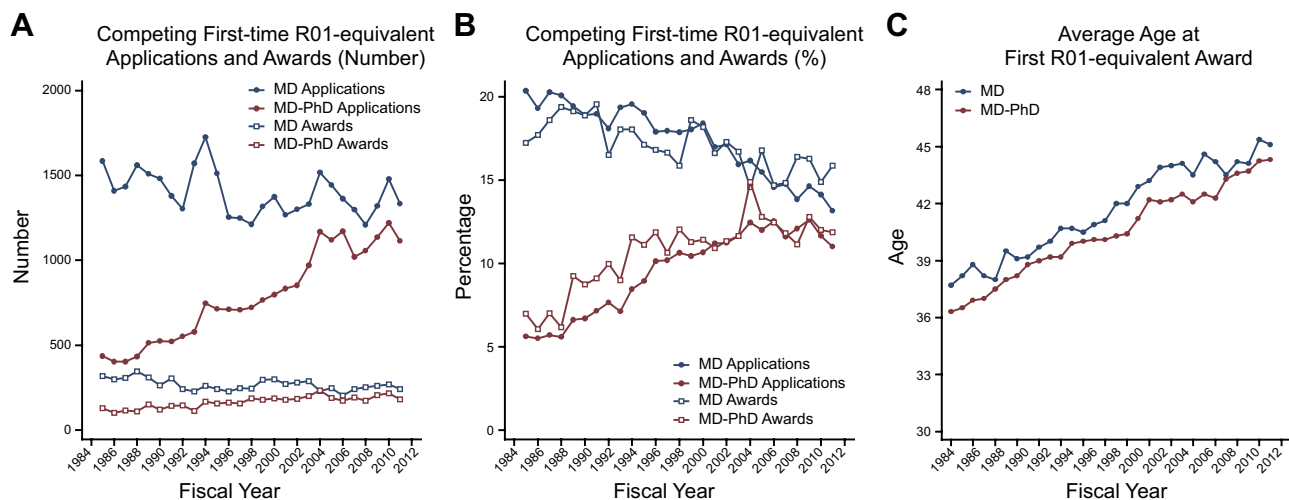 A
Competing First-time R01-equivalent
Applications and Awards (Number)
MD Applications
MD-PhD Applications
MD Awards
MD-PhD Awards
Number
2000
1500
1000
500
0
1984
1986
1988
1990
1992
1994
1996
1998
2000
2002
2004
2006
2008
2010
2012
Fiscal Year
B
Competing First-time R01-equivalent
Applications and Awards (%)
Percentage
20
15
10
5
0
MD Applications
MD-PhD Applications
MD Awards
MD-PhD Awards
1984
1986
1988
1990
1992
1994
1996
1998
2000
2002
2004
2006
2008
2010
2012
Fiscal Year
C
Average Age at
First R01-equivalent Award
MD
MD-PhD
Age
48
45
42
39
36
33
30
1984
1986
1988
1990
1992
1994
1996
1998
2000
2002
2004
2006
2008
2010
2012
Fiscal Year